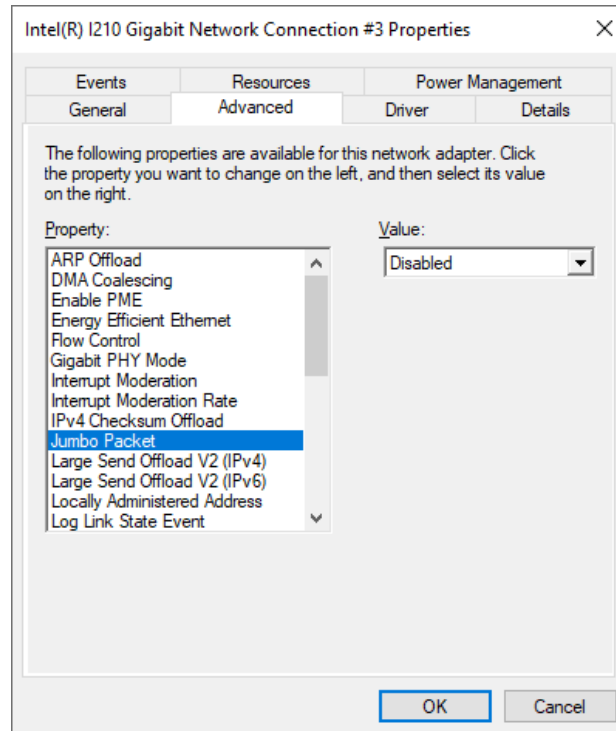 Intel(R) I210 Gigabit Network Connection #3 Properties
Events Resources Power Management
General Advanced Driver Details
The following properties are available for this network adapter. Click
the property you want to change on the left, and then select its value
on the right.
Property: Value:
ARP Offload Disabled
DMA Coalescing
Enable PME
Energy Efficient Ethernet
Flow Control
Gigabit PHY Mode
Interrupt Moderation
Interrupt Moderation Rate
IPv4 Checksum Offload
Jumbo Packet
Large Send Offload V2 (IPv4)
Large Send Offload V2 (IPv6)
Locally Administered Address
Log Link State Event
OK Cancel